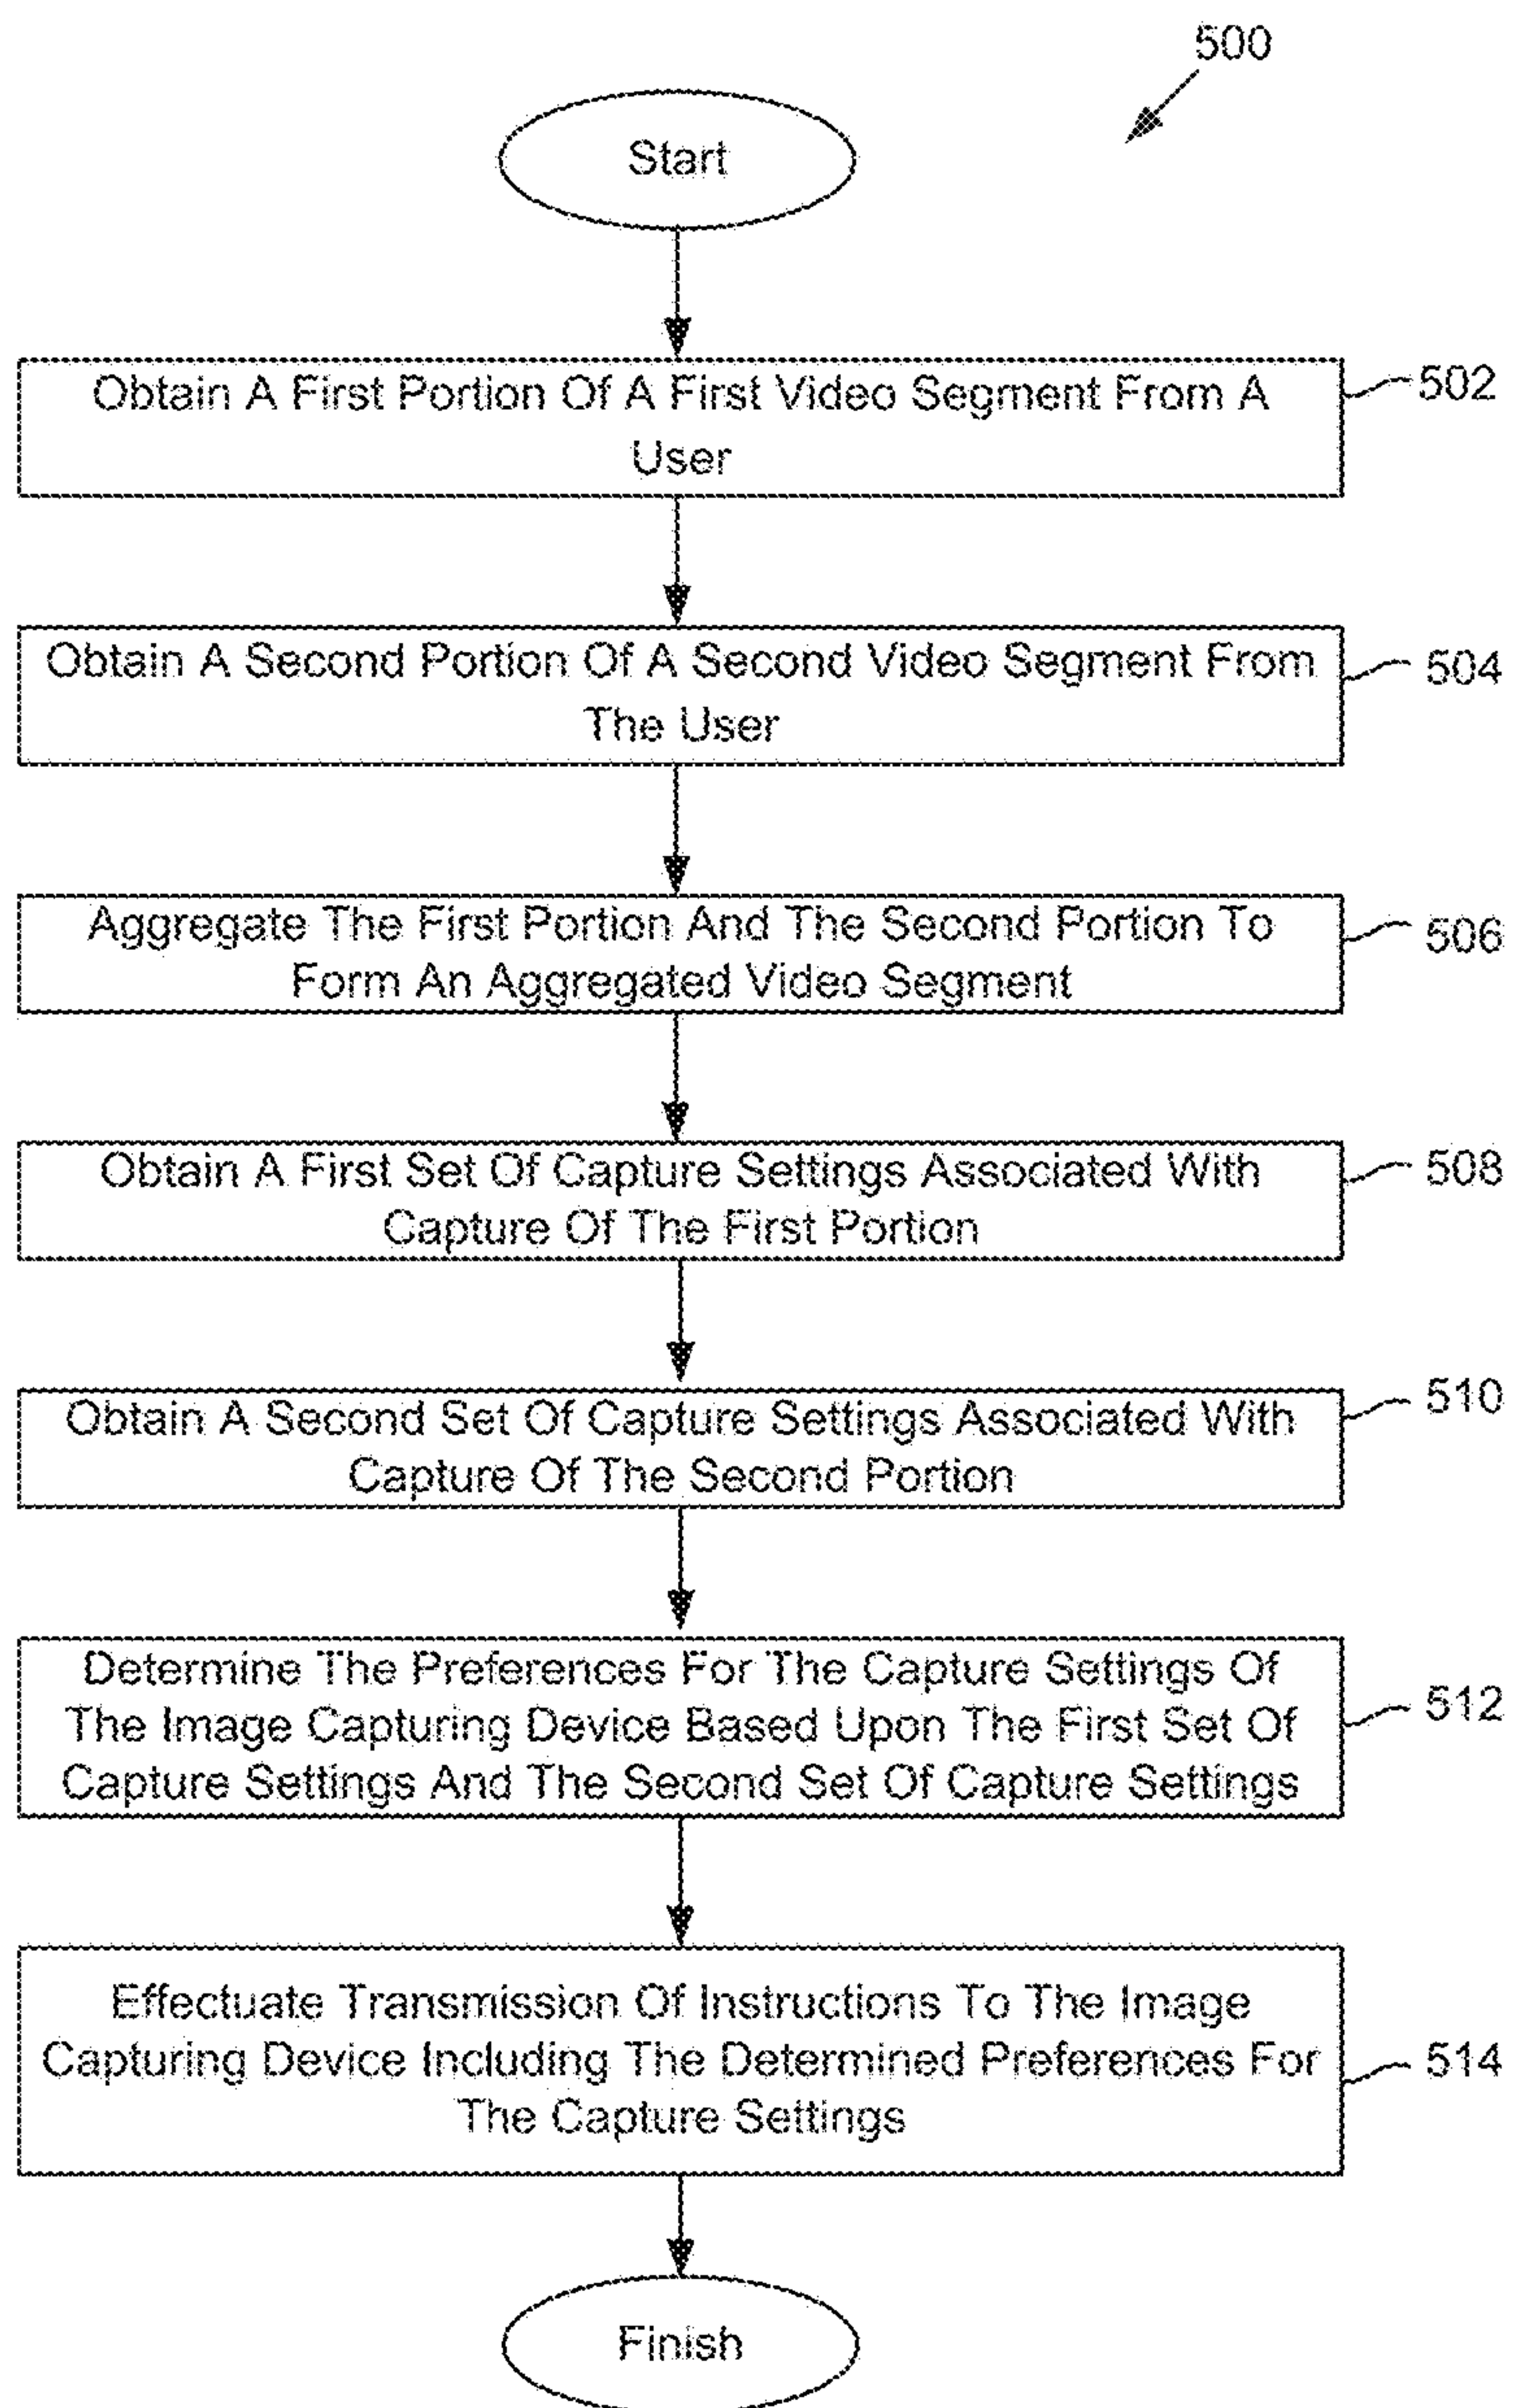 500
Start
Obtain A First Portion Of A First Video Segment From A
User
502
Obtain A Second Portion Of A Second Video Segment From
The User
504
Aggregate The First Portion And The Second Portion To
Form An Aggregated Video Segment
506
Obtain A First Set Of Capture Settings Associated With
Capture Of The First Portion
508
Obtain A Second Set Of Capture Settings Associated With
Capture Of The Second Portion
510
Determine The Preferences For The Capture Settings Of
The Image Capturing Device Based Upon The First Set Of
Capture Settings And The Second Set Of Capture Settings
512
Effectuate Transmission Of Instructions To The Image
Capturing Device Including The Determined Preferences For
The Capture Settings
514
Finish